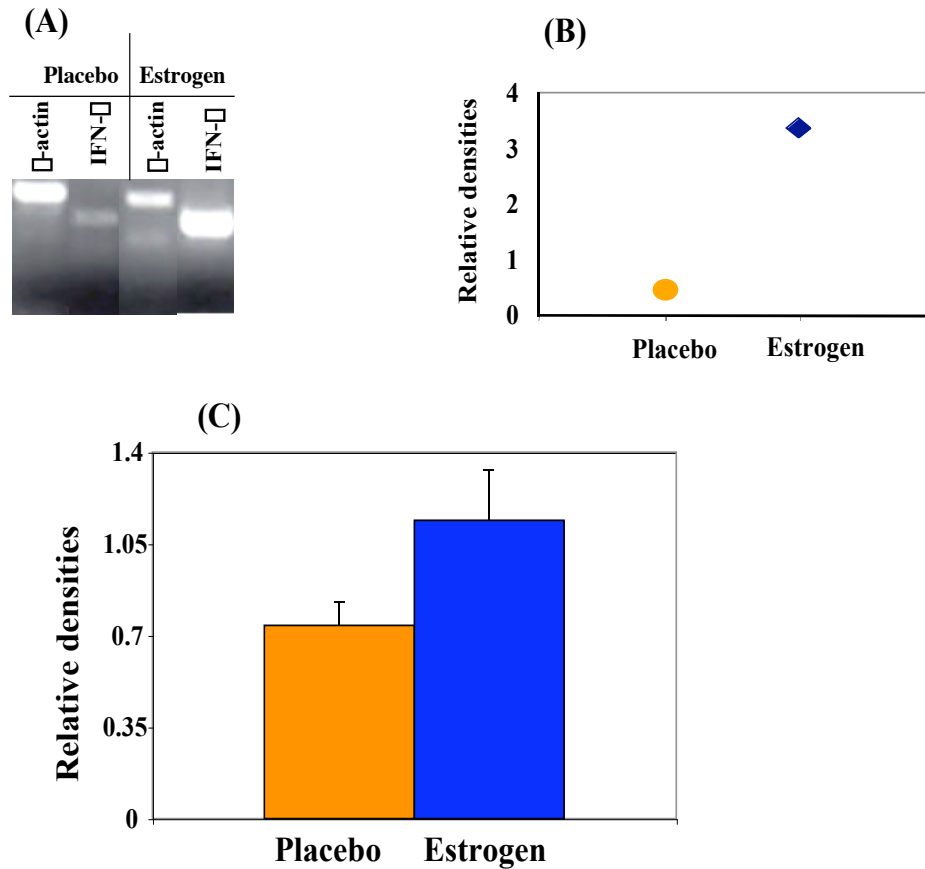 (A)
Placebo Estrogen
▯-actin
IFN-▯
▯-actin
IFN-▯
(B)
Relative densities
4
3
2
1
0
Placebo Estrogen
(C)
Relative densities
1.4
1.05
0.7
0.35
0
Placebo Estrogen